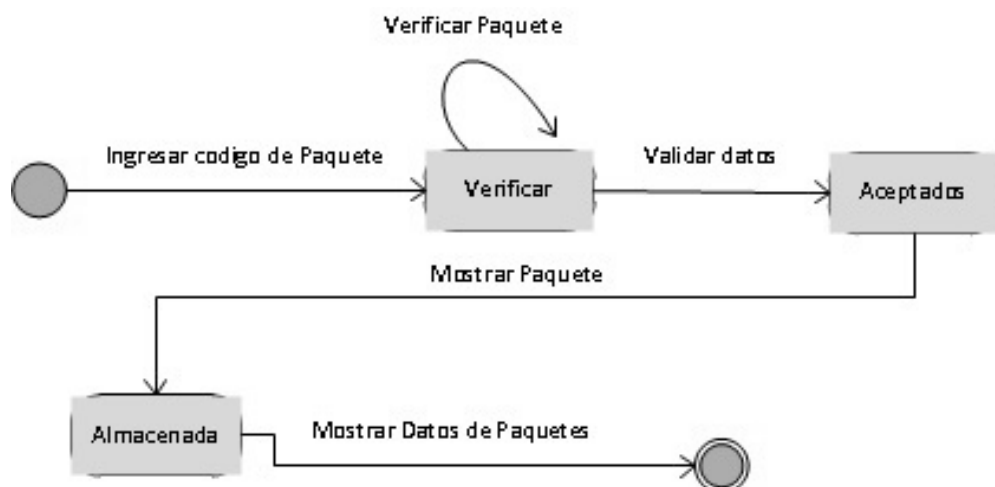 Verificar Paquete
Ingresar codigo de Paquete
Validar datos
Verificar
Aceptados
Mostrar Paquete
Almacenada
Mostrar Datos de Paquetes